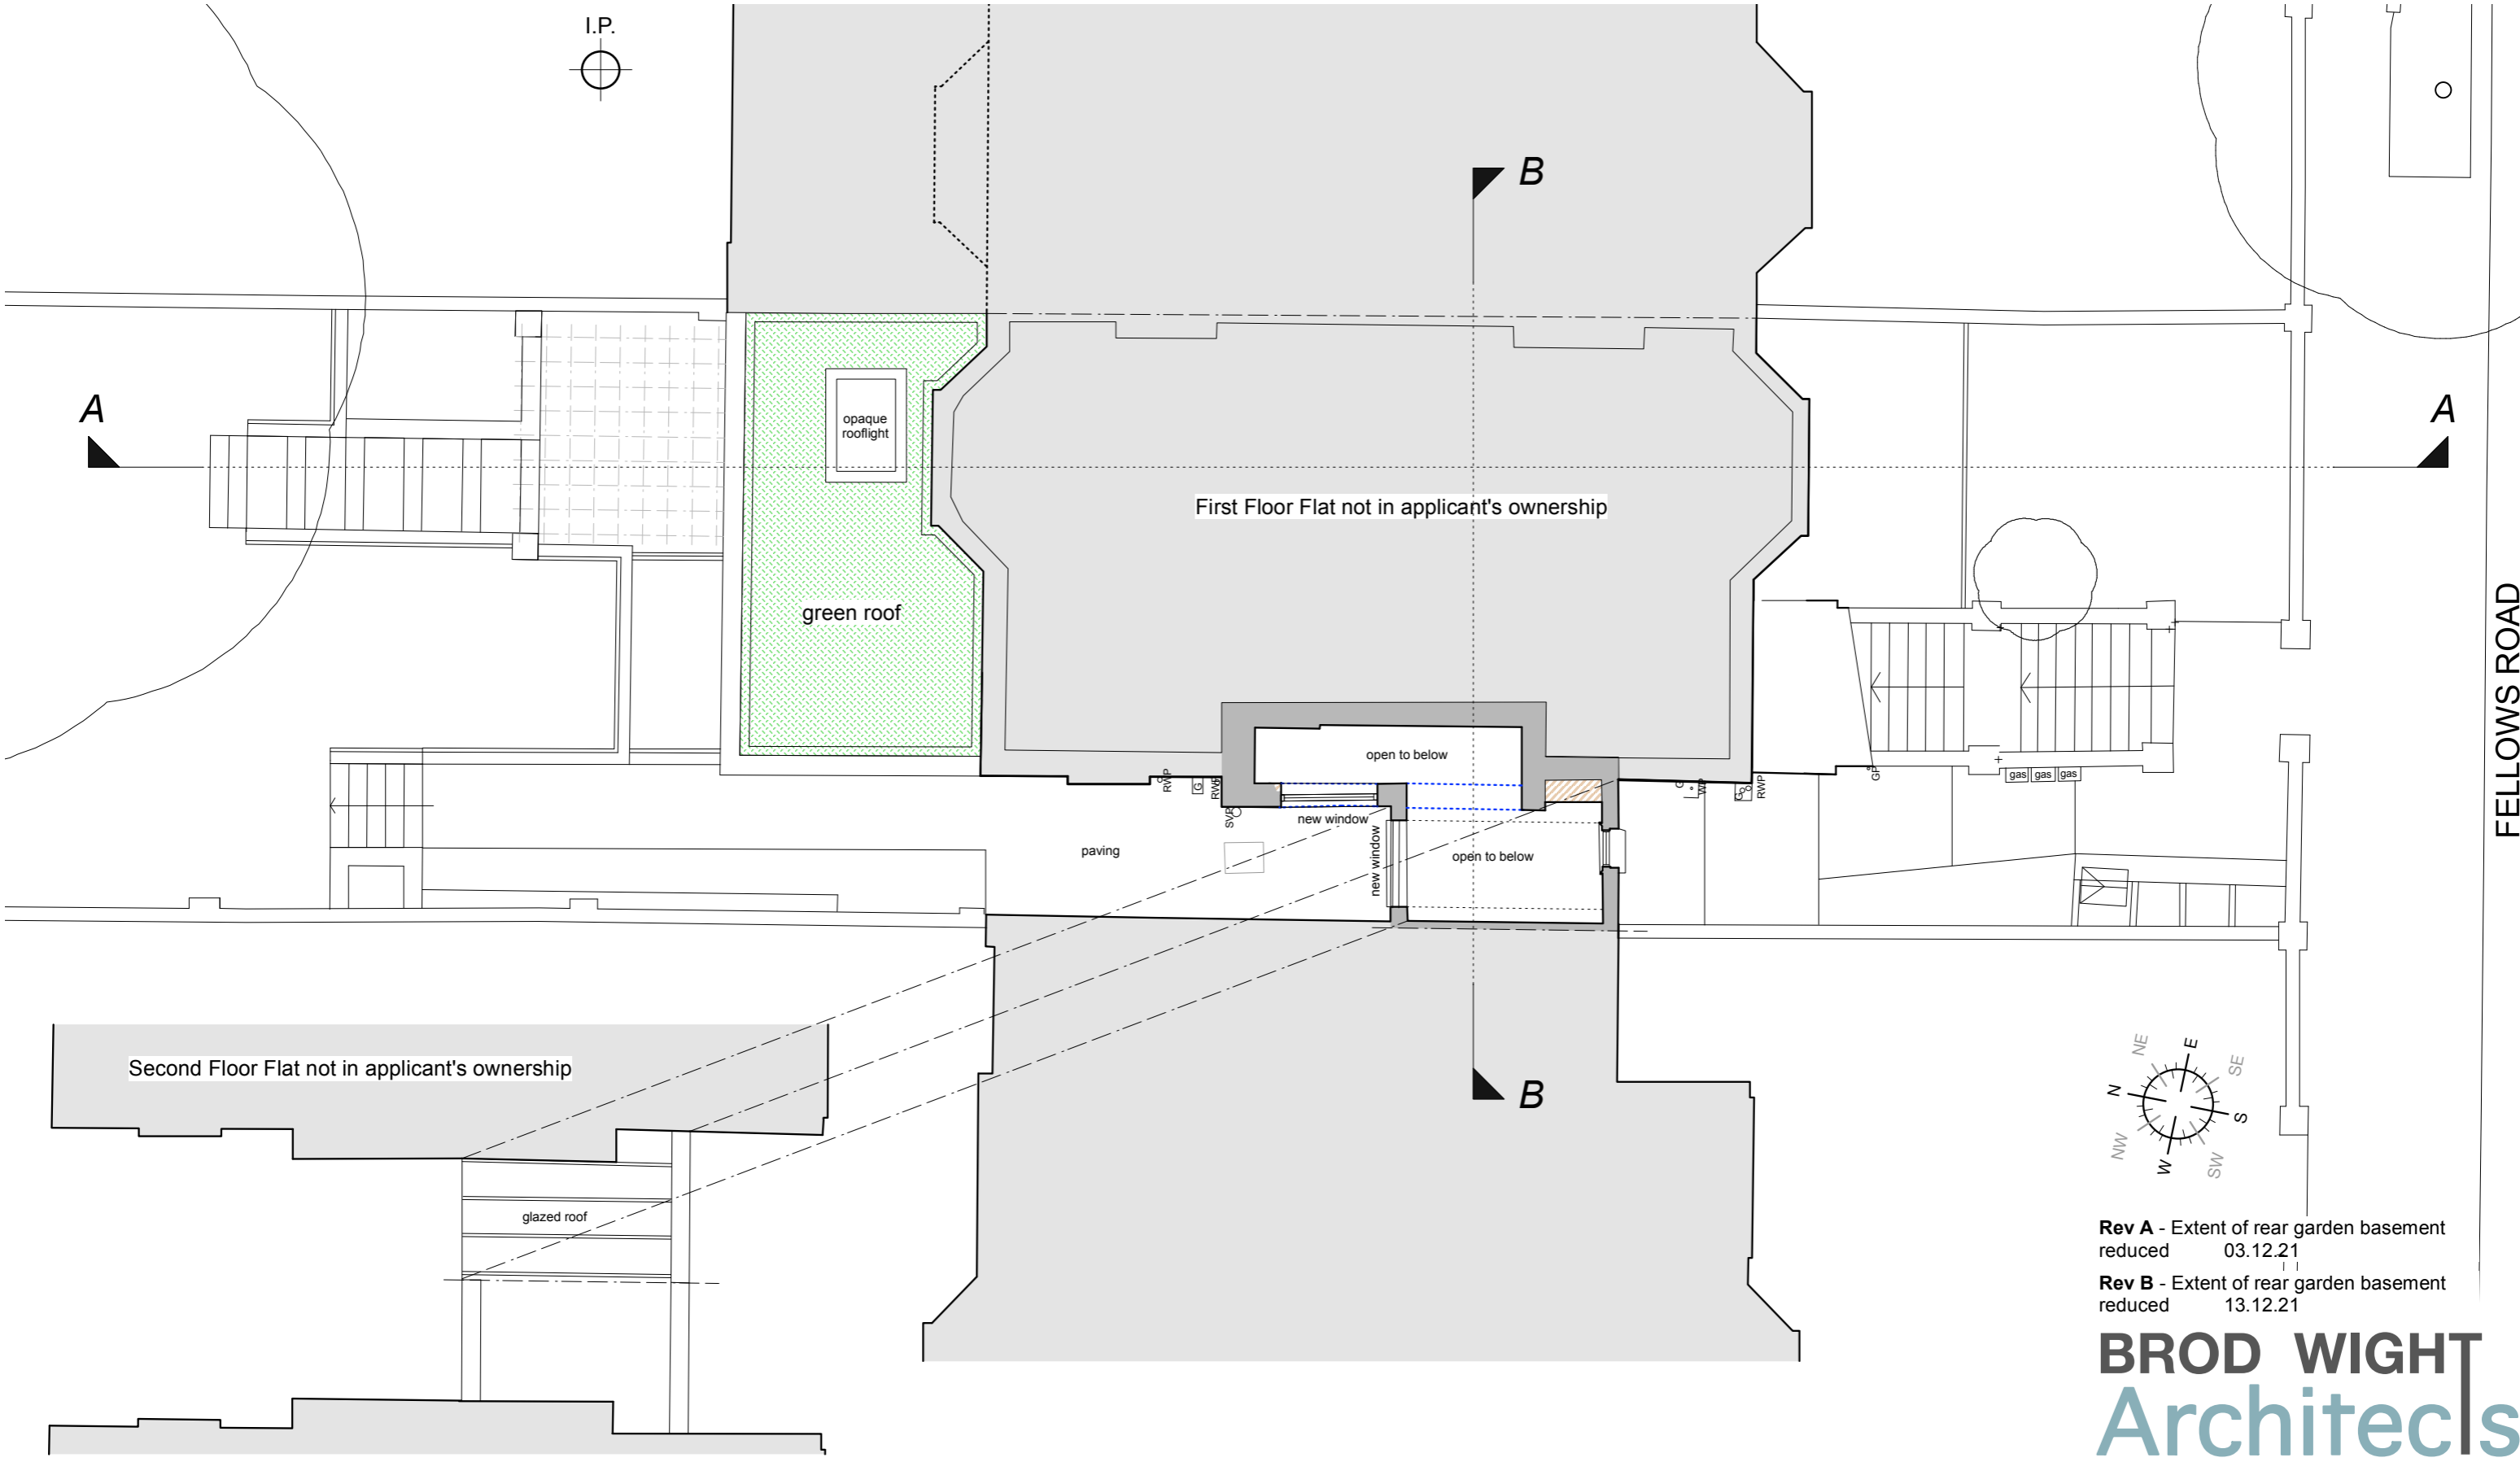 I.P.
B
A
A
opaque
rooflight
First Floor Flat not in applicant's ownership
green roof
FELLOWS ROAD
open to below
RWP
G
RWP
SVP
G
WP
G
RWP
GP
gas
gas
gas
new window
new window
paving
open to below
Second Floor Flat not in applicant's ownership
B
glazed roof
NE
E
SE
N
S
NW
W
SW
Rev A - Extent of rear garden basement
reduced 03.12.21
Rev B - Extent of rear garden basement
reduced 13.12.21
BROD WIGHT
Architects